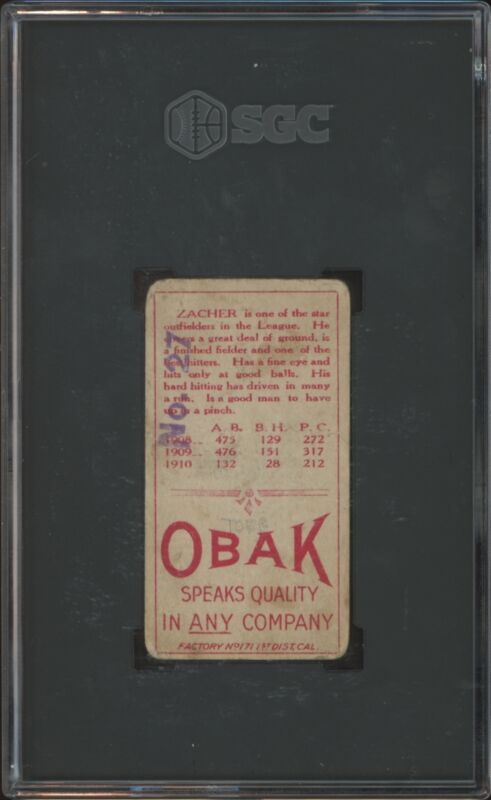 SGC
ZACHER is one of the star
outfielders in the League. He
a great deal of ground, is
a finished fielder and one of the
hitters. Has a fine eye and
hits only at good balls. His
hard hitting has driven in many
a run. Is a good man to have
up in a pinch.
A. B. B. H. P. C.
1908.. 475 129 272
1909.. 476 151 317
1910 132 28 212
No. 27
OBAK
SPEAKS QUALITY
IN ANY COMPANY
FACTORY Nº 171 1ST DIST. CAL.